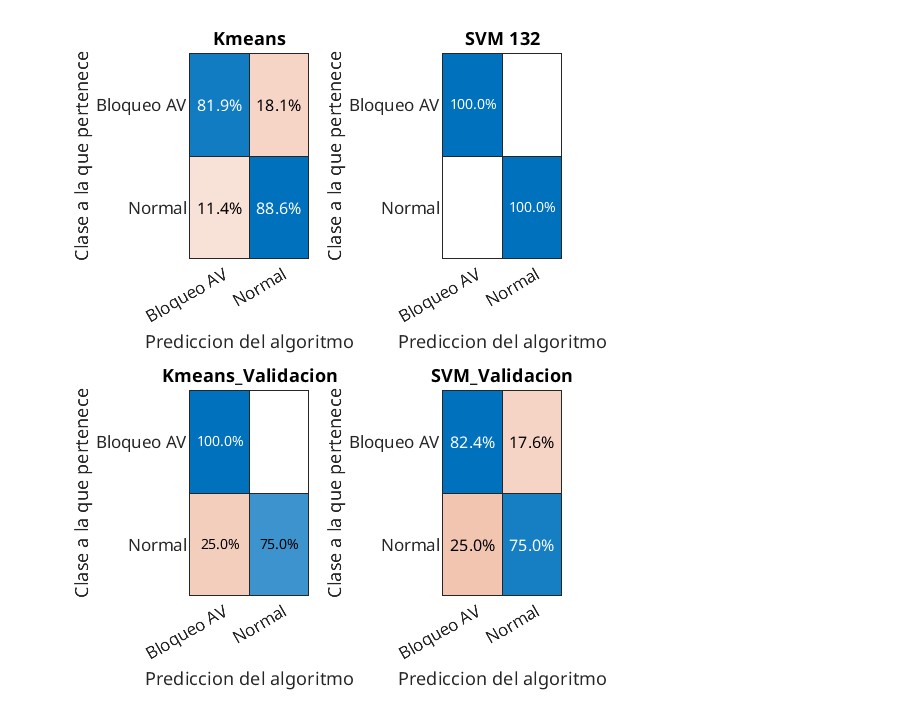 Kmeans
Clase a la que pertenece
Bloqueo AV
81.9%
18.1%
Normal
11.4%
88.6%
Bloqueo AV
Normal
Prediccion del algoritmo
SVM 132
Clase a la que pertenece
Bloqueo AV
100.0%
Normal
100.0%
Bloqueo AV
Normal
Prediccion del algoritmo
Kmeans_Validacion
Clase a la que pertenece
Bloqueo AV
100.0%
Normal
25.0%
75.0%
Bloqueo AV
Normal
Prediccion del algoritmo
SVM_Validacion
Clase a la que pertenece
Bloqueo AV
82.4%
17.6%
Normal
25.0%
75.0%
Bloqueo AV
Normal
Prediccion del algoritmo